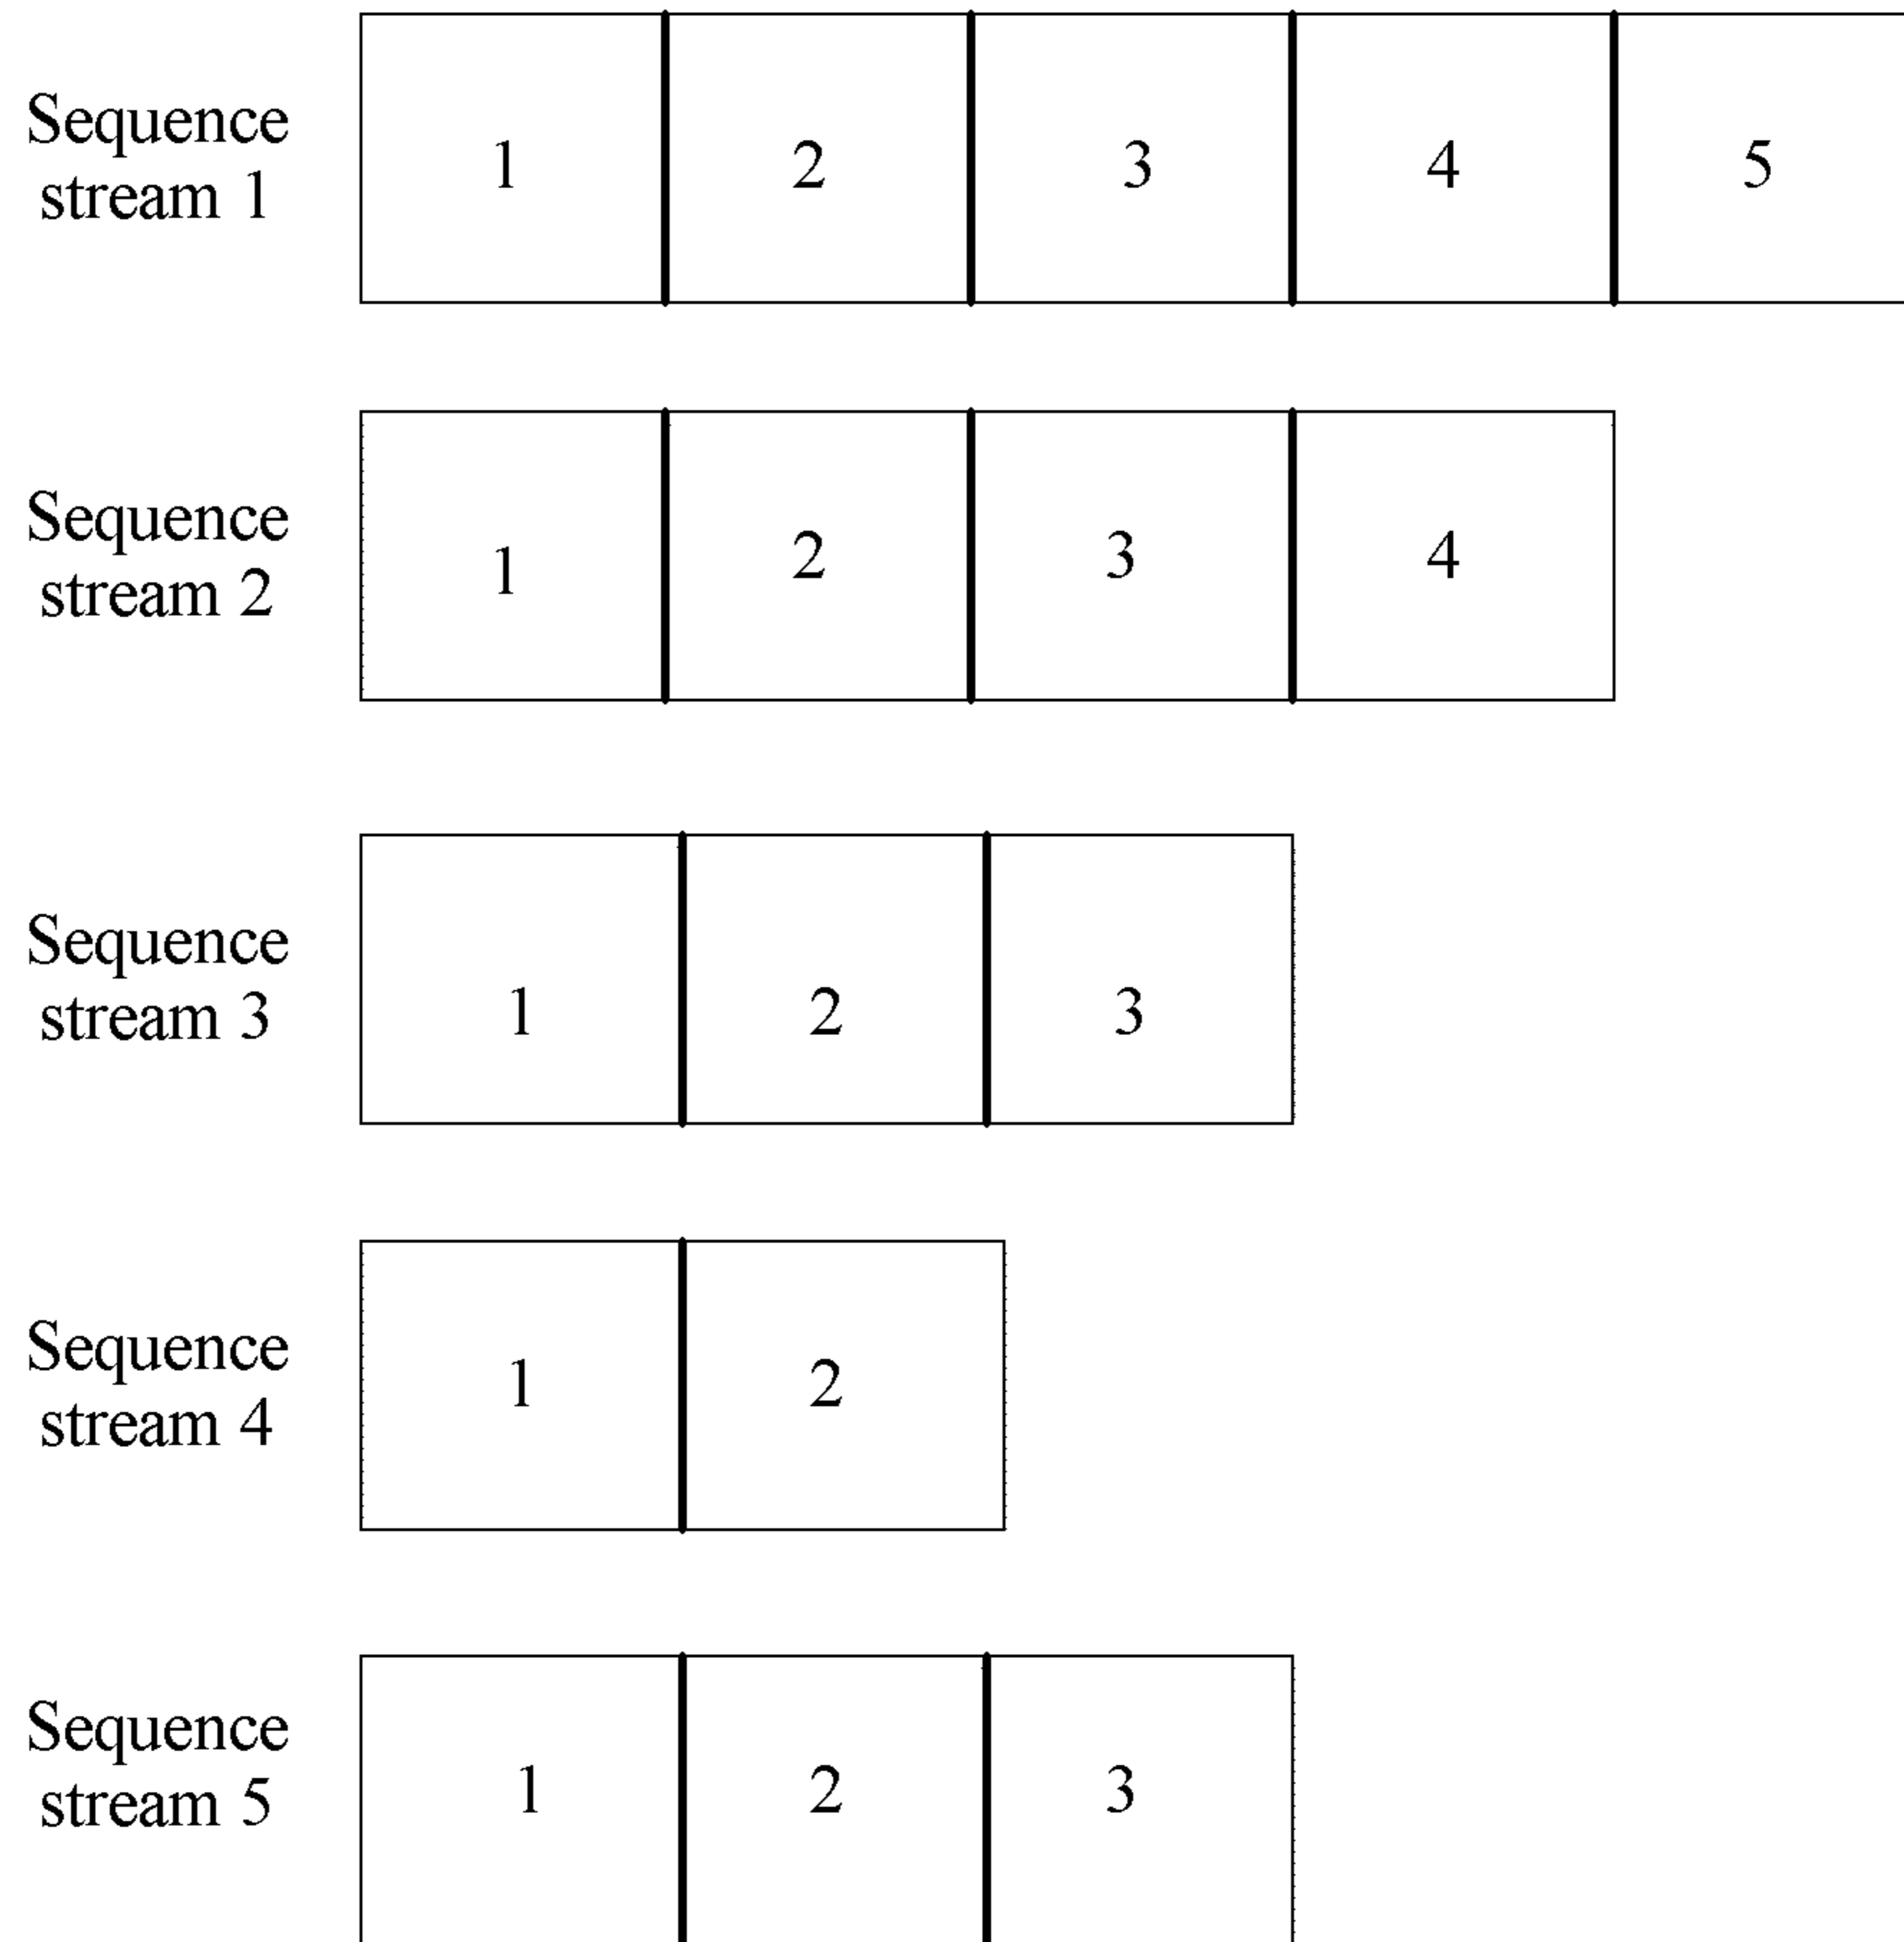 Sequence
stream 1
1 2 3 4 5
Sequence
stream 2
1 2 3 4
Sequence
stream 3
1 2 3
Sequence
stream 4
1 2
Sequence
stream 5
1 2 3